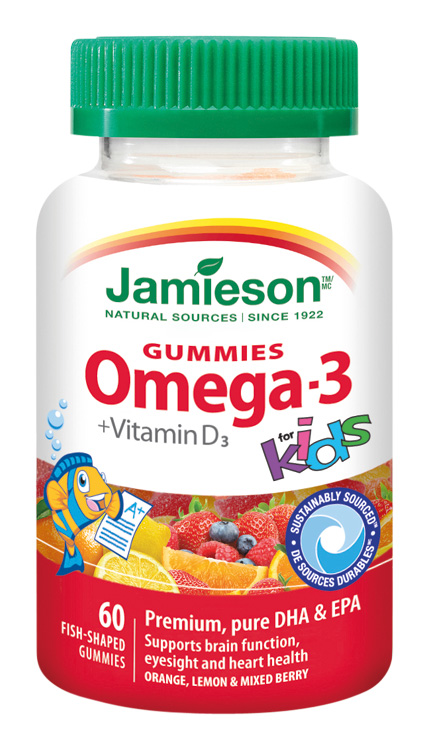 Jamieson TM/MC
NATURAL SOURCES | SINCE 1922
GUMMIES
Omega-3
+Vitamin D3
for
kids
A+
SUSTAINABLY SOURCED*
DE SOURCES DURABLESMC
60
FISH-SHAPED
GUMMIES
Premium, pure DHA & EPA
Supports brain function,
eyesight and heart health
ORANGE, LEMON & MIXED BERRY